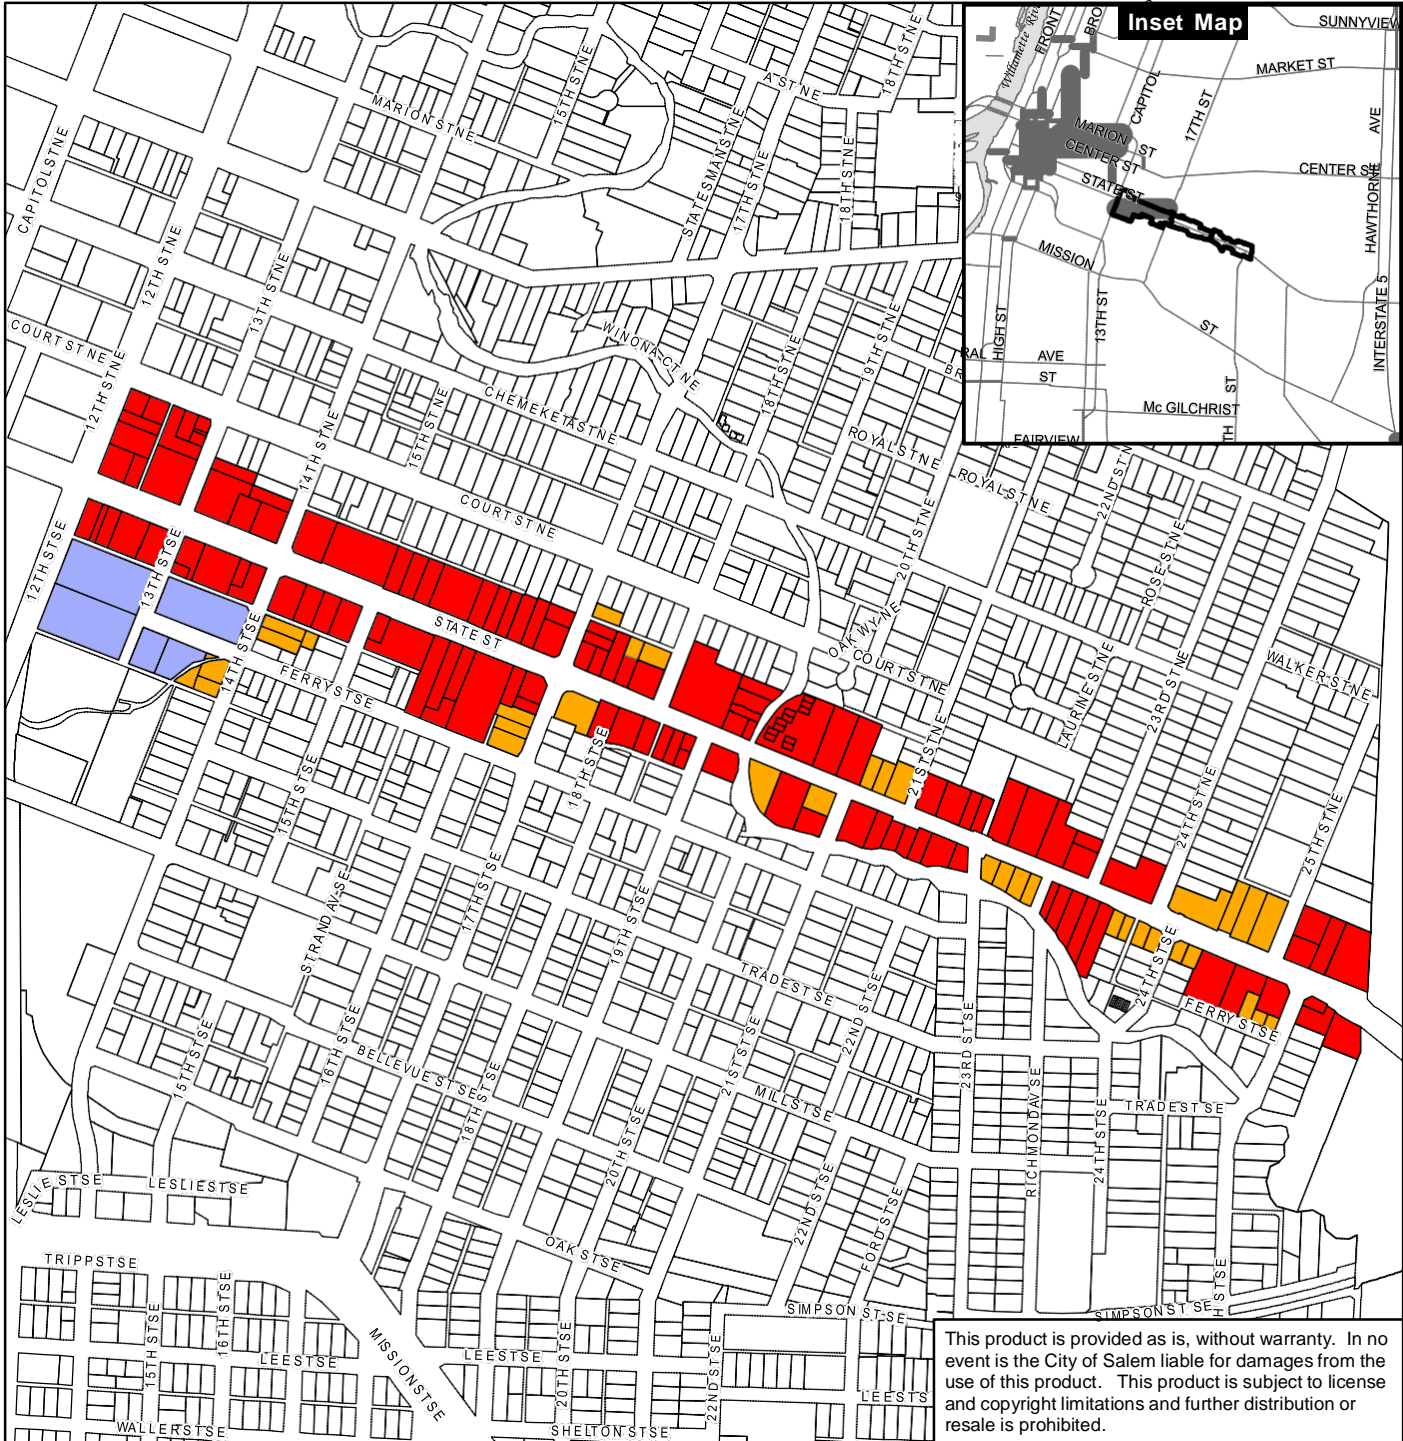 Inset Map
SUNNYVIEW
FRONT
BRO
Willamette River
MARKET ST
CAPITOL
17TH ST
AVE
MARION ST
CENTER ST
CENTER ST
STATE ST
HAWTHORNE
MISSION
ST
13TH ST
HIGH ST
INTERSTATE 5
RAL
AVE
ST
TH ST
Mc GILCHRIST
FAIRVIEW
18TH ST NE
15TH ST NE
A ST NE
MARION ST NE
STATESMAN ST NE
17TH ST NE
18TH ST NE
CAPITOL ST NE
12TH ST NE
13TH ST NE
COURT ST NE
12TH ST NE
WINONA CT NE
18TH ST NE
19TH ST NE
BR
CHEMEKETA ST NE
14TH ST NE
15TH ST NE
ROYAL ST NE
ROYAL ST NE
22ND ST N
COURT ST NE
20TH ST NE
ROSE ST NE
12TH ST SE
13TH ST SE
14TH ST SE
STATE ST
OAK WY NE
COURT ST NE
LAURINE ST NE
23RD ST NE
WALKER ST NE
FERRY ST SE
18TH ST SE
21ST ST NE
24TH ST NE
25TH ST NE
15TH ST SE
STRAND AV SE
17TH ST SE
19TH ST SE
TRADE ST SE
22ND ST SE
24TH ST SE
FERRY ST SE
15TH ST SE
16TH ST SE
BELLEVUE ST SE
18TH ST SE
21ST ST SE
MILL ST SE
23RD ST SE
RICHMOND AV SE
24TH ST SE
TRADE ST SE
20TH ST SE
22ND ST SE
FORD ST SE
LESLIE ST SE
LESLIE ST SE
OAK ST SE
H ST SE
TRIPP ST SE
15TH ST SE
16TH ST SE
MISSION ST SE
SIMPSON ST SE
SIMPSON ST SE
LEE ST SE
LEE ST SE
20TH ST SE
22ND ST SE
LEE ST S
WALLER ST SE
SHELTON ST SE
This product is provided as is, without warranty. In no
event is the City of Salem liable for damages from the
use of this product. This product is subject to license
and copyright limitations and further distribution or
resale is prohibited.